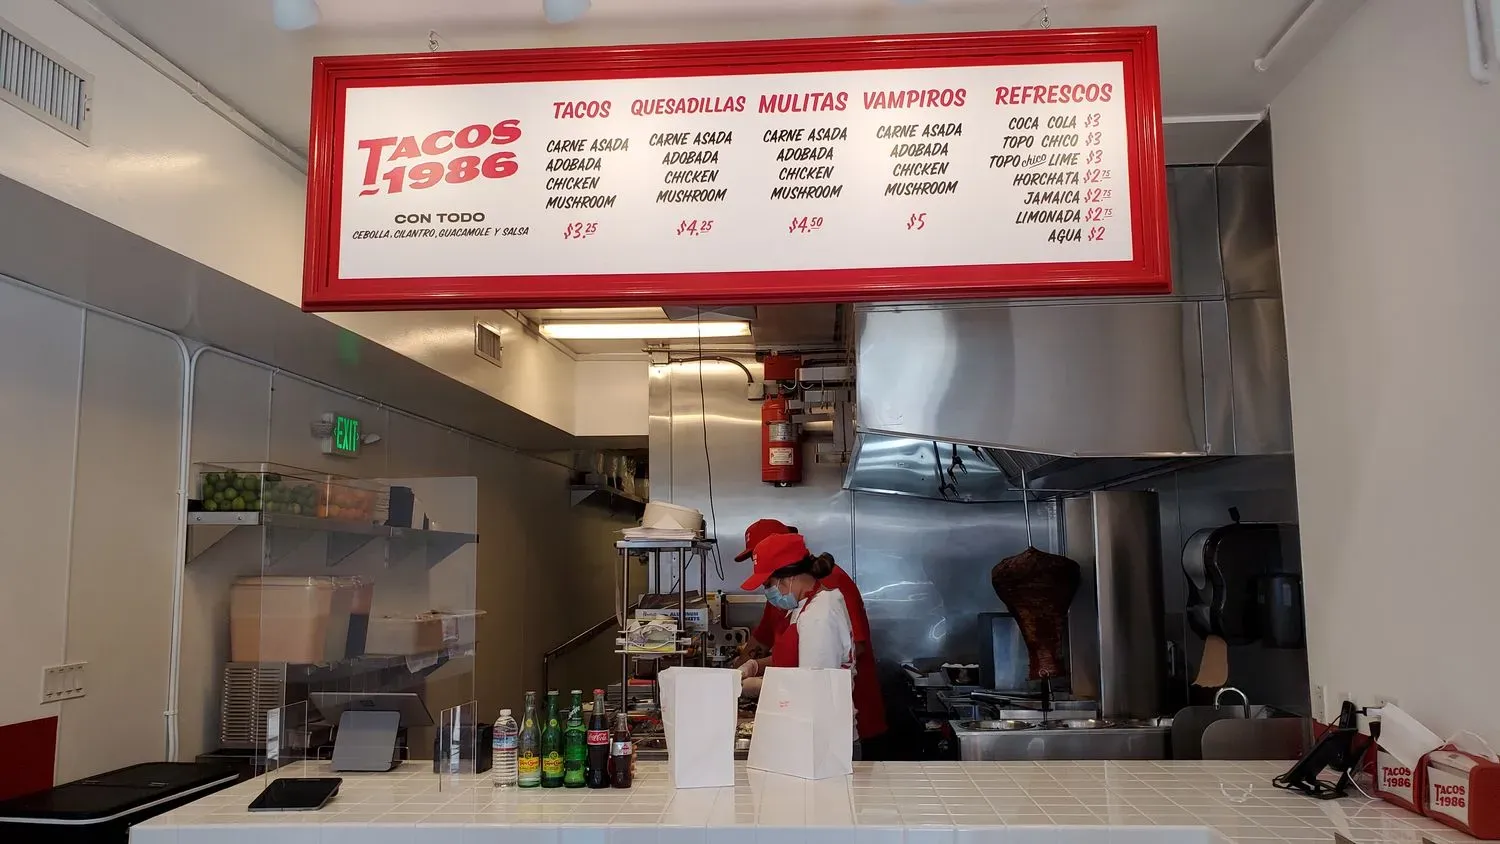 TACOS
1986
CON TODO
CEBOLLA, CILANTRO, GUACAMOLE Y SALSA
TACOS
CARNE ASADA
ADOBADA
CHICKEN
MUSHROOM
$3.25
QUESADILLAS
CARNE ASADA
ADOBADA
CHICKEN
MUSHROOM
$4.25
MULITAS
CARNE ASADA
ADOBADA
CHICKEN
MUSHROOM
$4.50
VAMPIROS
CARNE ASADA
ADOBADA
CHICKEN
MUSHROOM
$5
REFRESCOS
COCA COLA $3
TOPO CHICO $3
TOPO chico LIME $3
HORCHATA $2.75
JAMAICA $2.75
LIMONADA $2.75
AGUA $2
EXIT
Coca-Cola
TACOS
1986
TACOS
1986